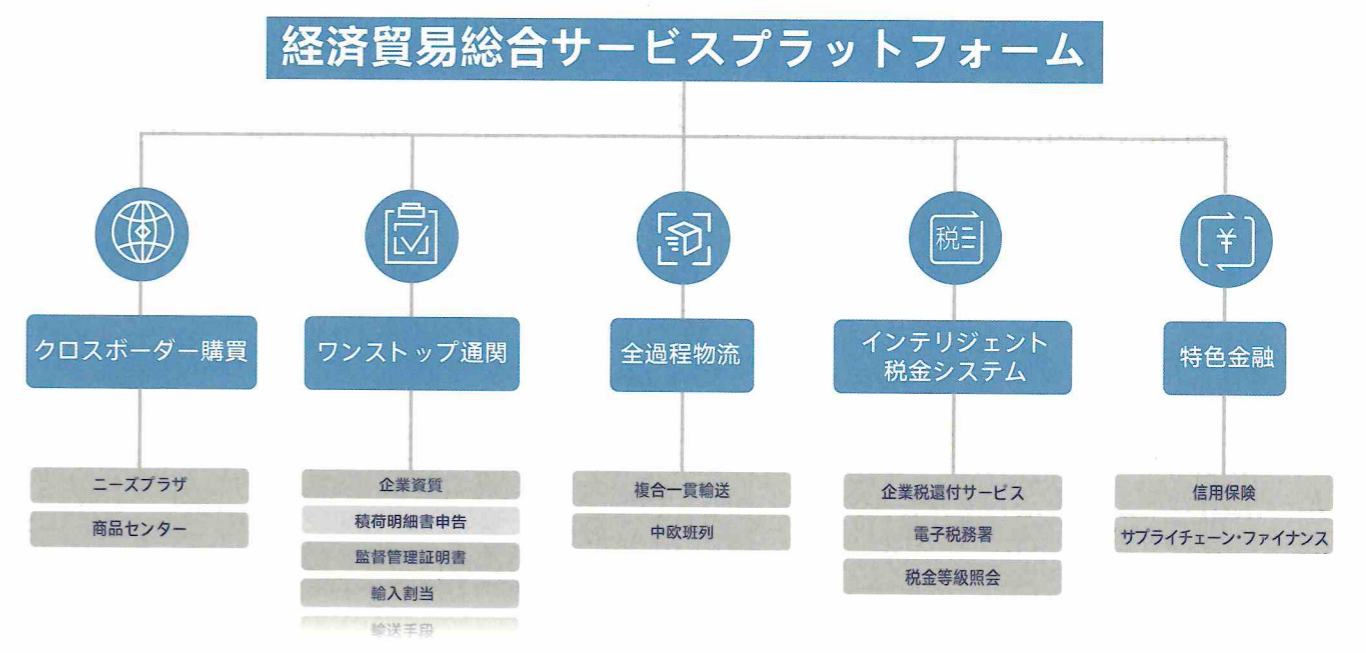 経済貿易総合サービスプラットフォーム
税
¥
クロスボーダー購買
ワンストップ通関
全過程物流
インテリジェント
税金システム
特色金融
ニーズプラザ
商品センター
企業資質
積荷明細書申告
監督管理証明書
輸入割当
輸送手段
複合一貫輸送
中欧班列
企業税還付サービス
電子税務署
税金等級照会
信用保険
サプライチェーン・ファイナンス